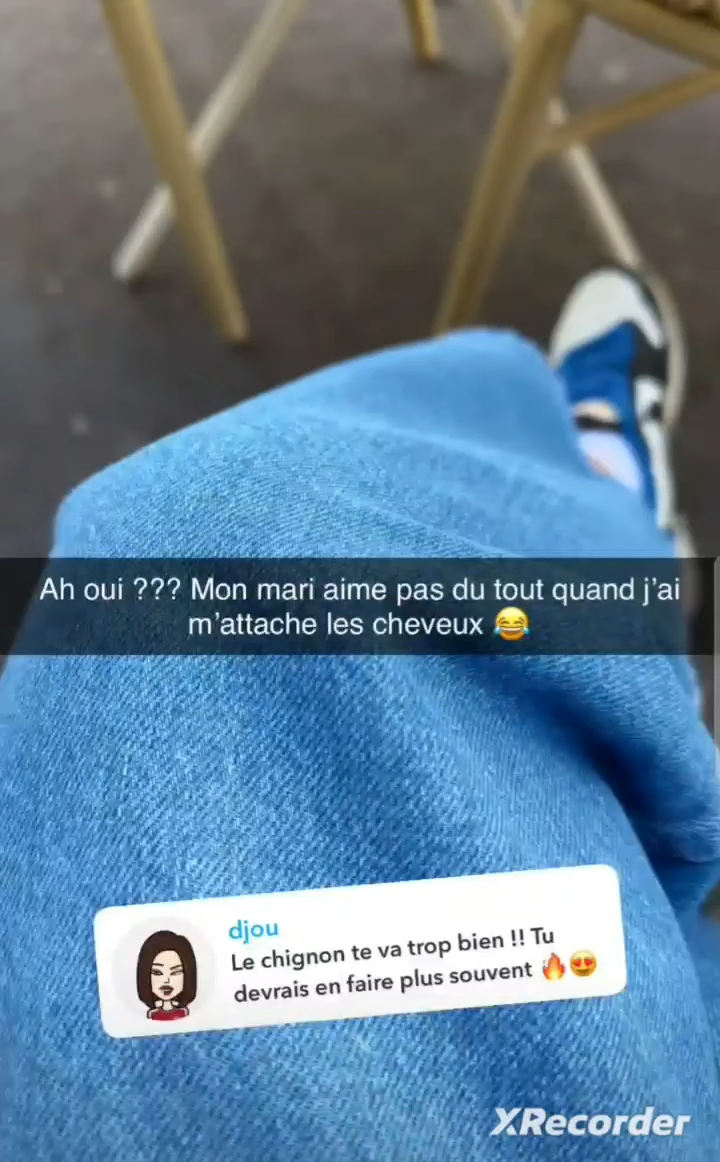 Ah oui ??? Mon mari aime pas du tout quand j’ai
m’attache les cheveux 😂
djou
Le chignon te va trop bien !! Tu
devrais en faire plus souvent 🔥😍
XRecorder